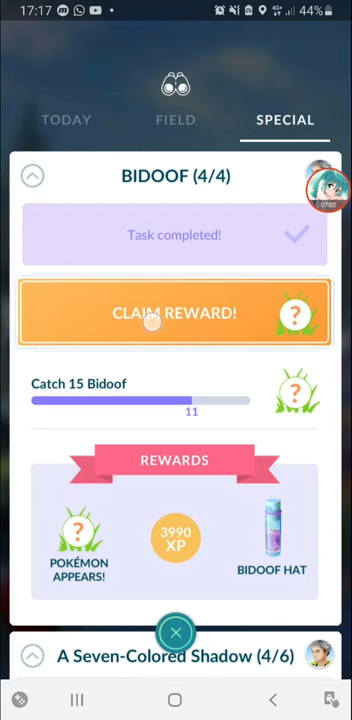 17:17
4G+
44%
TODAY
FIELD
SPECIAL
BIDOOF (4/4)
07:02
Task completed!
CLAIM REWARD!
?
Catch 15 Bidoof
?
11
REWARDS
?
3990
XP
POKÉMON
APPEARS!
BIDOOF HAT
A Seven-Colored Shadow (4/6)